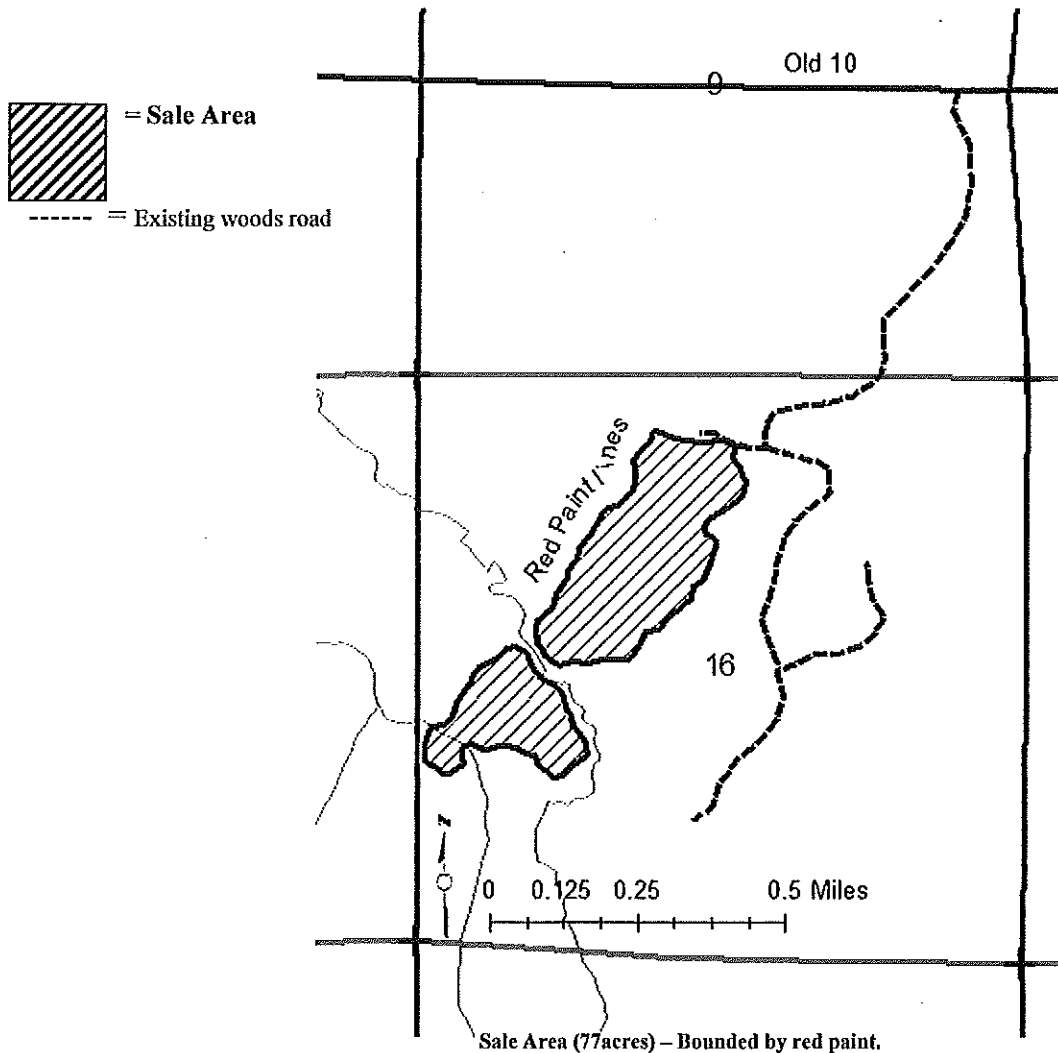 Old 10
= Sale Area
= Existing woods road
Red Paint
16
N
0 0.125 0.25 0.5 Miles
Sale Area (77acres) – Bounded by red paint.